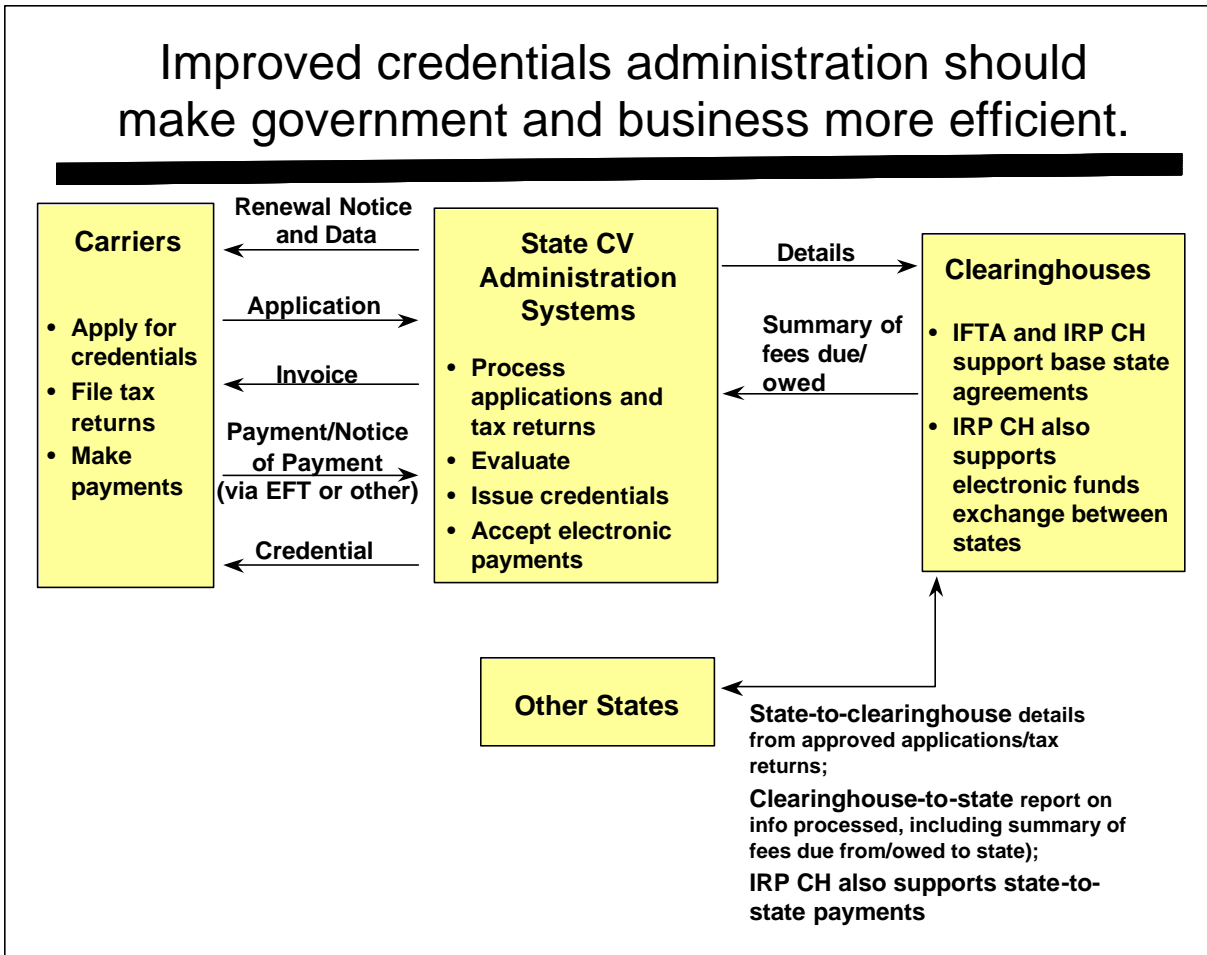 Improved credentials administration should
make government and business more efficient.
Carriers
• Apply for
credentials
• File tax
returns
• Make
payments
Renewal Notice
and Data
Application
Invoice
Payment/Notice
of Payment
(via EFT or other)
Credential
State CV
Administration
Systems
• Process
applications and
tax returns
• Evaluate
• Issue credentials
• Accept electronic
payments
Details
Summary of
fees due/
owed
Clearinghouses
• IFTA and IRP CH
support base state
agreements
• IRP CH also
supports
electronic funds
exchange between
states
Other States
State-to-clearinghouse details
from approved applications/tax
returns;
Clearinghouse-to-state report on
info processed, including summary of
fees due from/owed to state);
IRP CH also supports state-to-
state payments